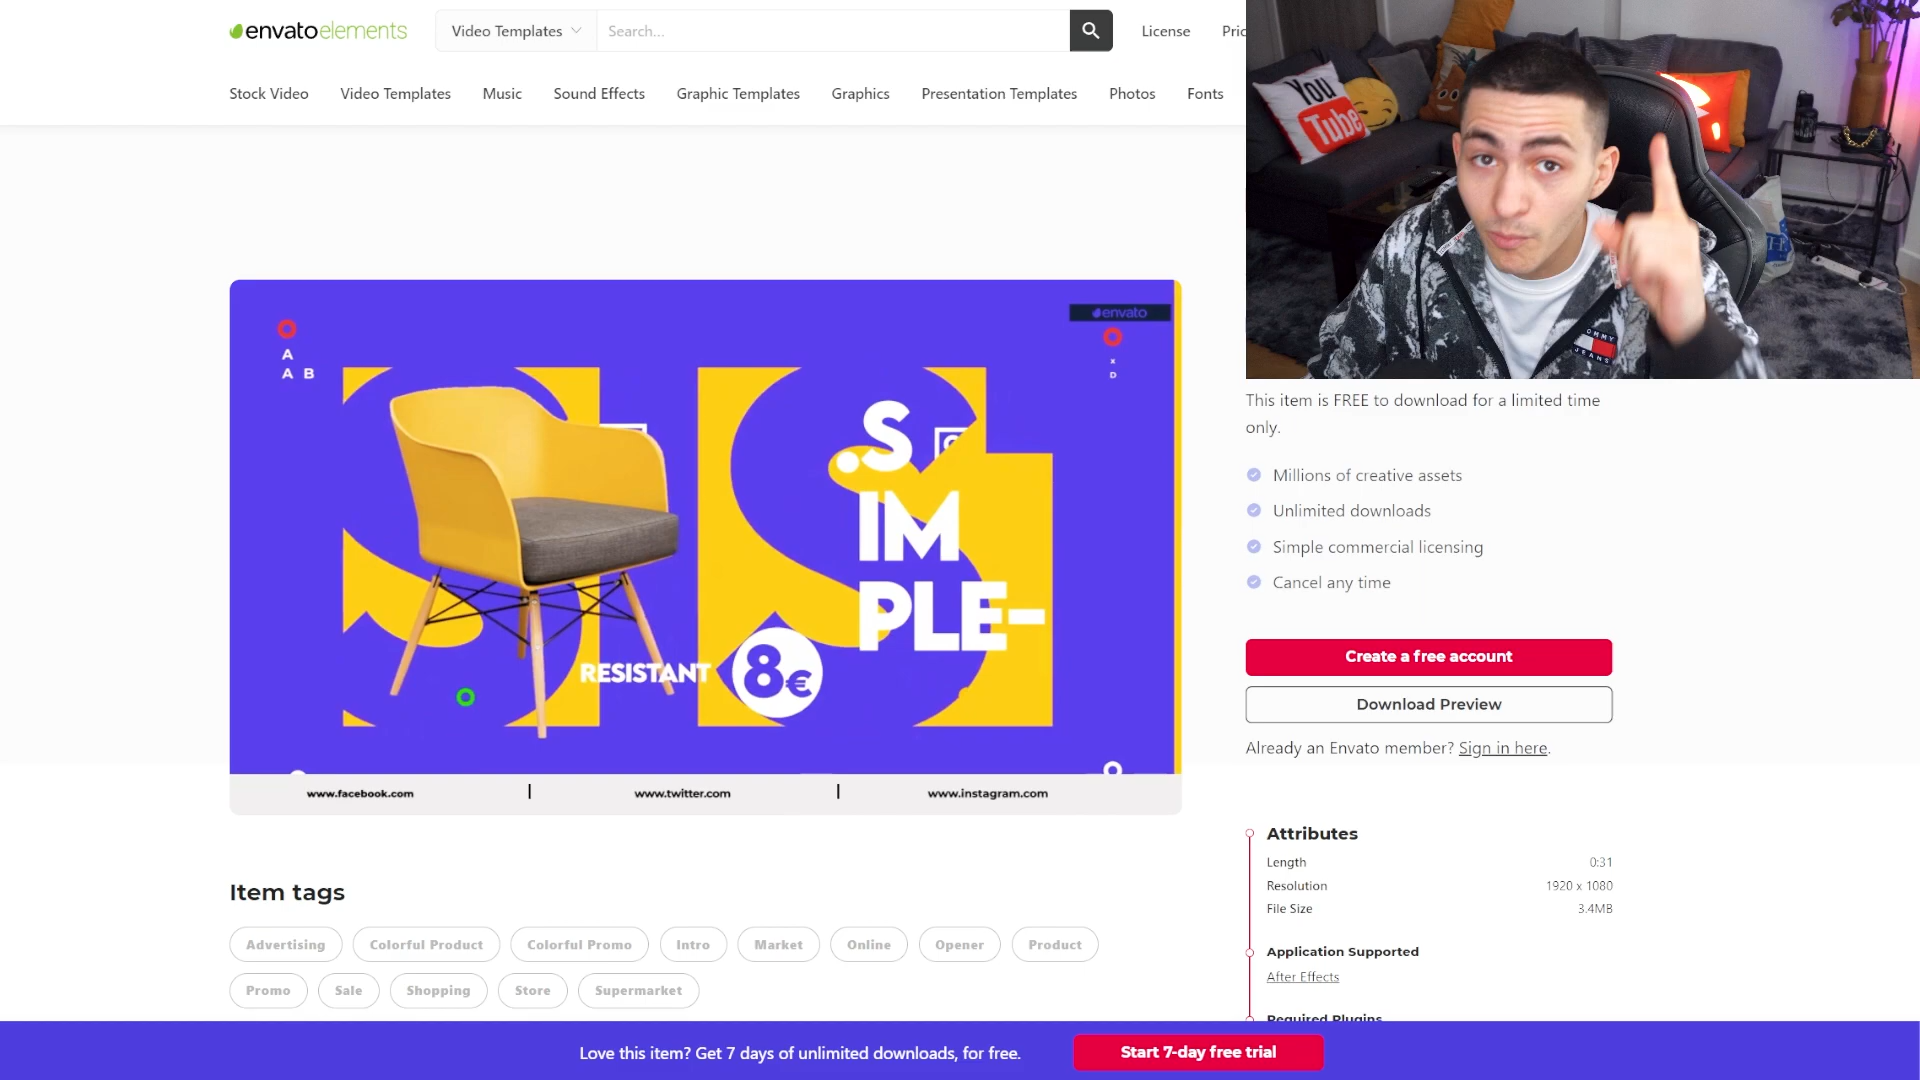 envatoelements
Video Templates
Search...
License
Pric
Stock Video
Video Templates
Music
Sound Effects
Graphic Templates
Graphics
Presentation Templates
Photos
Fonts
You
Tube
OMMY
JEANS
envato
A
A B
x
D
.S
IM
PLE-
RESISTANT
8€
www.facebook.com
www.twitter.com
www.instagram.com
This item is FREE to download for a limited time
only.
Millions of creative assets
Unlimited downloads
Simple commercial licensing
Cancel any time
Create a free account
Download Preview
Already an Envato member? Sign in here.
Attributes
Length 0:31
Resolution 1920 x 1080
File Size 3.4MB
Application Supported
After Effects
Required Plugins
Item tags
Advertising
Colorful Product
Colorful Promo
Intro
Market
Online
Opener
Product
Promo
Sale
Shopping
Store
Supermarket
Love this item? Get 7 days of unlimited downloads, for free.
Start 7-day free trial